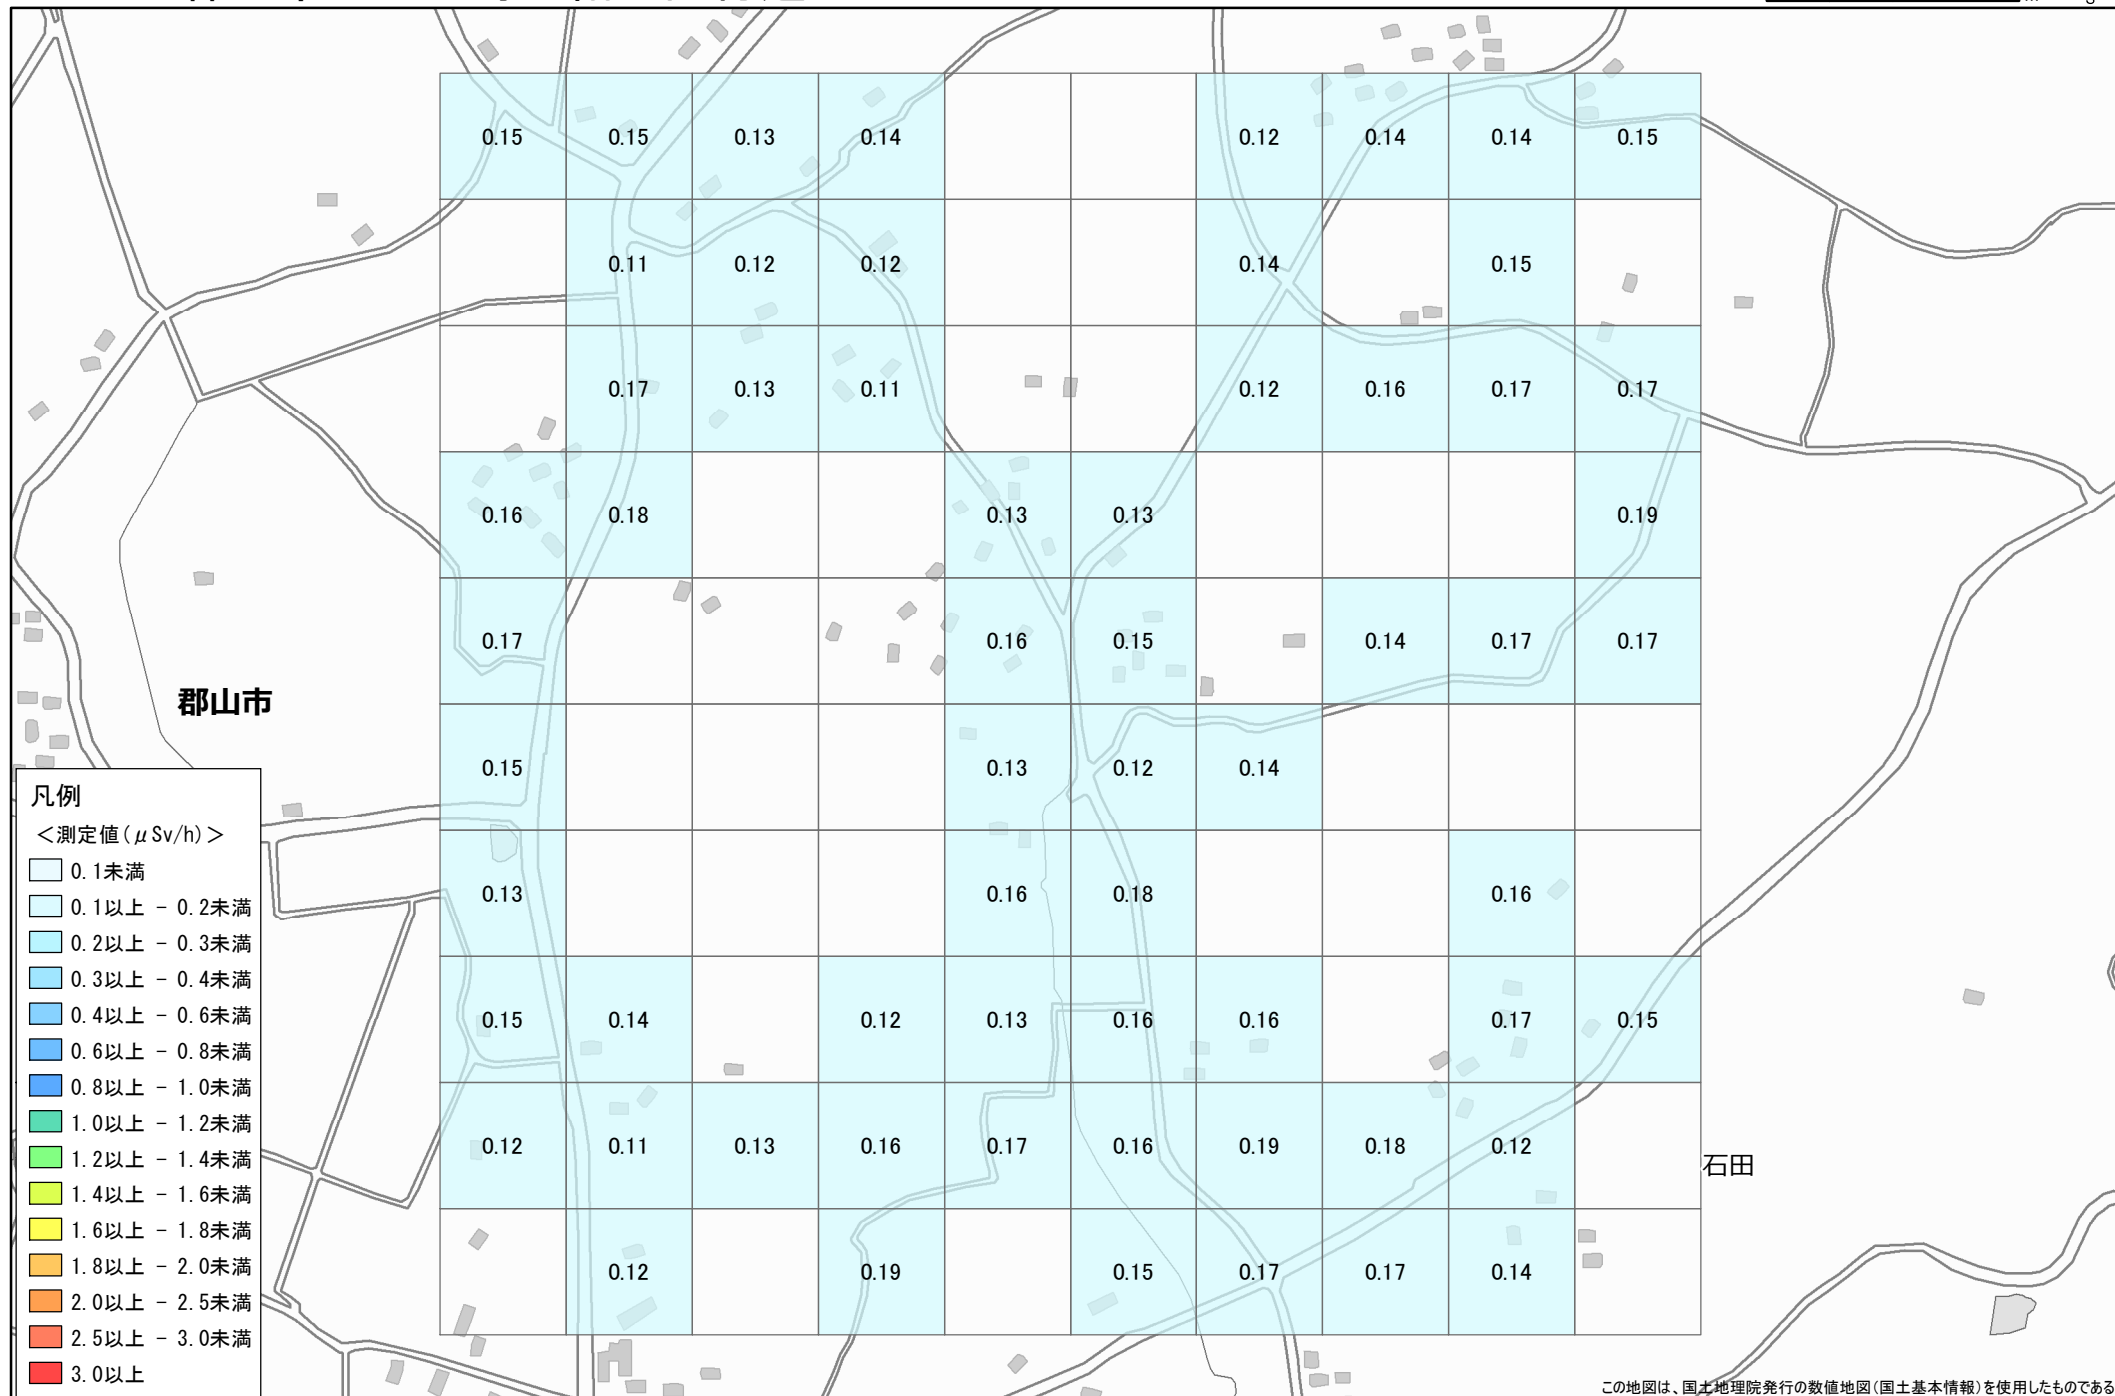 0.15 0.15 0.13 0.14 0.12 0.14 0.14 0.15
0.11 0.12 0.12 0.14 0.15
0.17 0.13 0.11 0.12 0.16 0.17 0.17
0.16 0.18 0.13 0.13 0.19
0.17 0.16 0.15 0.14 0.17 0.17
郡山市
0.15 0.13 0.12 0.14
0.13 0.16 0.18 0.16
0.15 0.14 0.12 0.13 0.16 0.16 0.17 0.15
0.12 0.11 0.13 0.16 0.17 0.16 0.19 0.18 0.12
石田
0.12 0.19 0.15 0.17 0.17 0.14
凡例
<測定値(μSv/h)>
0.1未満
0.1以上 - 0.2未満
0.2以上 - 0.3未満
0.3以上 - 0.4未満
0.4以上 - 0.6未満
0.6以上 - 0.8未満
0.8以上 - 1.0未満
1.0以上 - 1.2未満
1.2以上 - 1.4未満
1.4以上 - 1.6未満
1.6以上 - 1.8未満
1.8以上 - 2.0未満
2.0以上 - 2.5未満
2.5以上 - 3.0未満
3.0以上
この地図は、国土地理院発行の数値地図(国土基本情報)を使用したものである